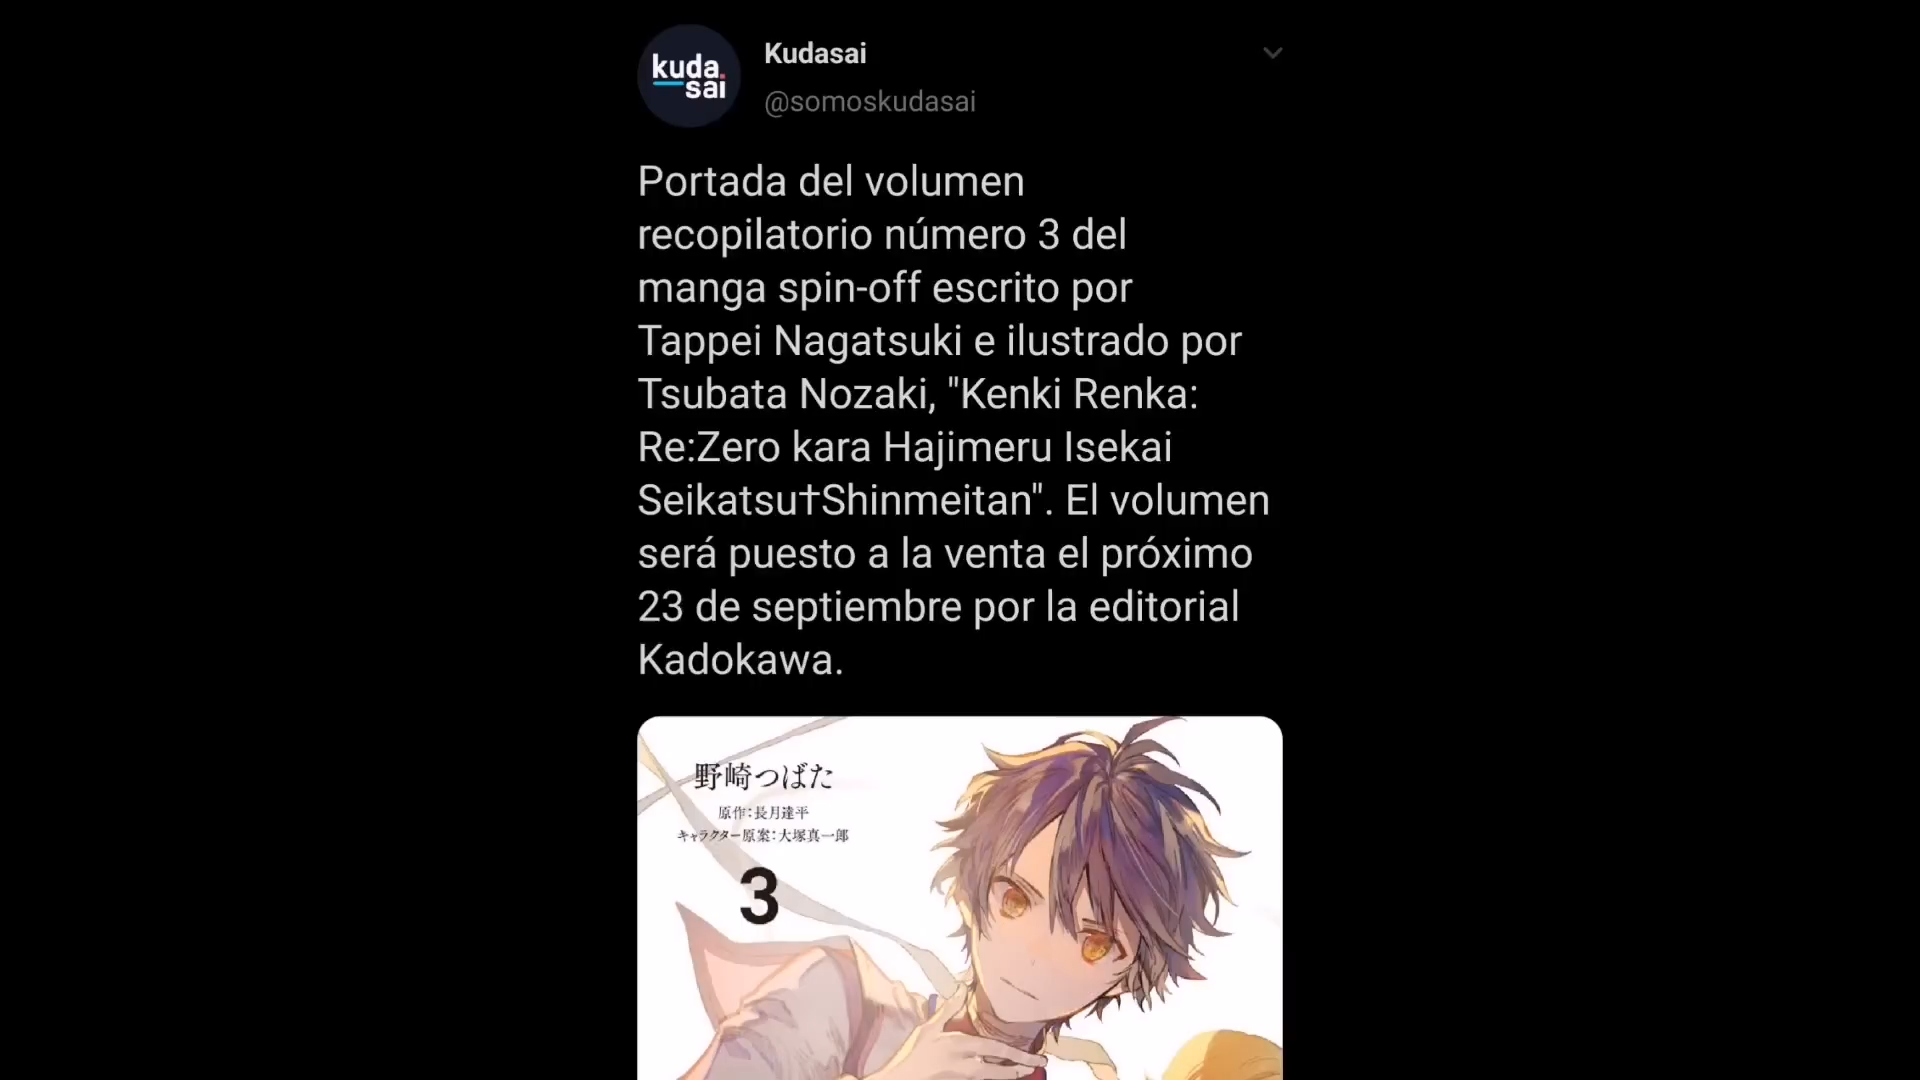 kuda.
sai
Kudasai
@somoskudasai
Portada del volumen
recopilatorio número 3 del
manga spin-off escrito por
Tappei Nagatsuki e ilustrado por
Tsubata Nozaki, "Kenki Renka:
Re:Zero kara Hajimeru Isekai
Seikatsu†Shinmeitan". El volumen
será puesto a la venta el próximo
23 de septiembre por la editorial
Kadokawa.
野崎つばた
原作:長月達平
キャラクター原案:大塚真一郎
3